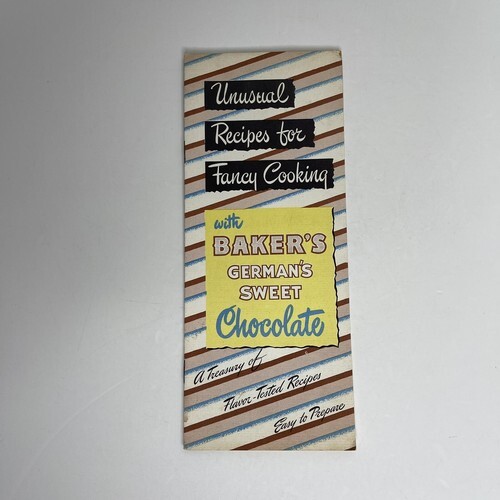 Unusual
Recipes for
Fancy Cooking
with
BAKER'S
GERMAN'S
SWEET
Chocolate
A Treasury of
Flavor-Tested Recipes
Easy to Prepare